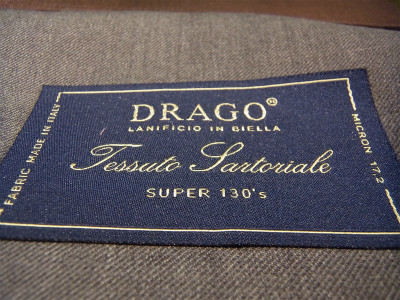 DRAGO®
LANIFICIO IN BIELLA
Tessuto Sartoriale
SUPER 130's
FABRIC MADE IN ITALY
MICRON 17,2